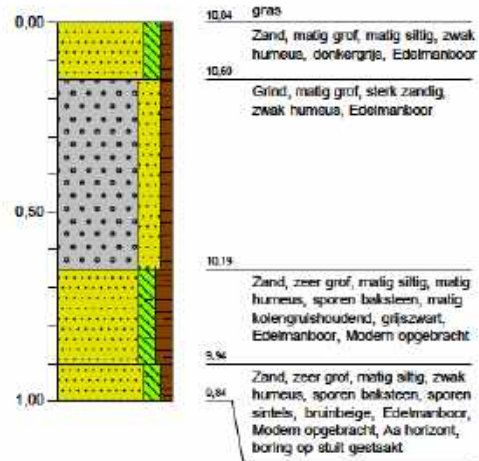 0,00
10,84
gras
Zand, matig grof, matig siltig, zwak
humeus, donkergrijs, Edelmanboor
10,69
Grind, matig grof, sterk zandig,
zwak humeus, Edelmanboor
0,50
10,19
Zand, zeer grof, matig siltig, matig
humeus, sporen baksteen, matig
kolengruishoudend, grijszwart,
Edelmanboor, Modern opgebracht
9,94
Zand, zeer grof, matig siltig, zwak
humeus, sporen baksteen, sporen
sintels, bruinbeige, Edelmanboor,
Modern opgebracht, Aa horizont,
boring op stuit gestaakt
1,00
9,84